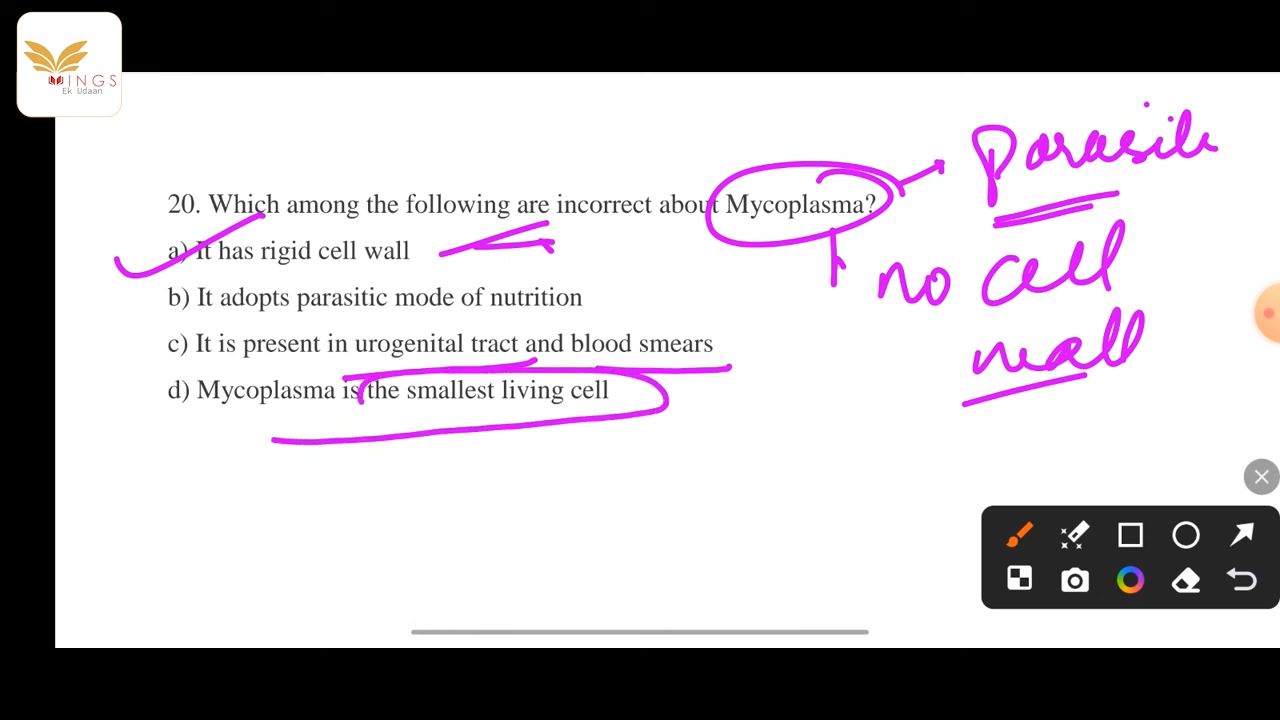 WINGS
Ek Udaan
Parasite
20. Which among the following are incorrect about Mycoplasma?
a) It has rigid cell wall
no cell
b) It adopts parasitic mode of nutrition
c) It is present in urogenital tract and blood smears
wall
d) Mycoplasma is the smallest living cell